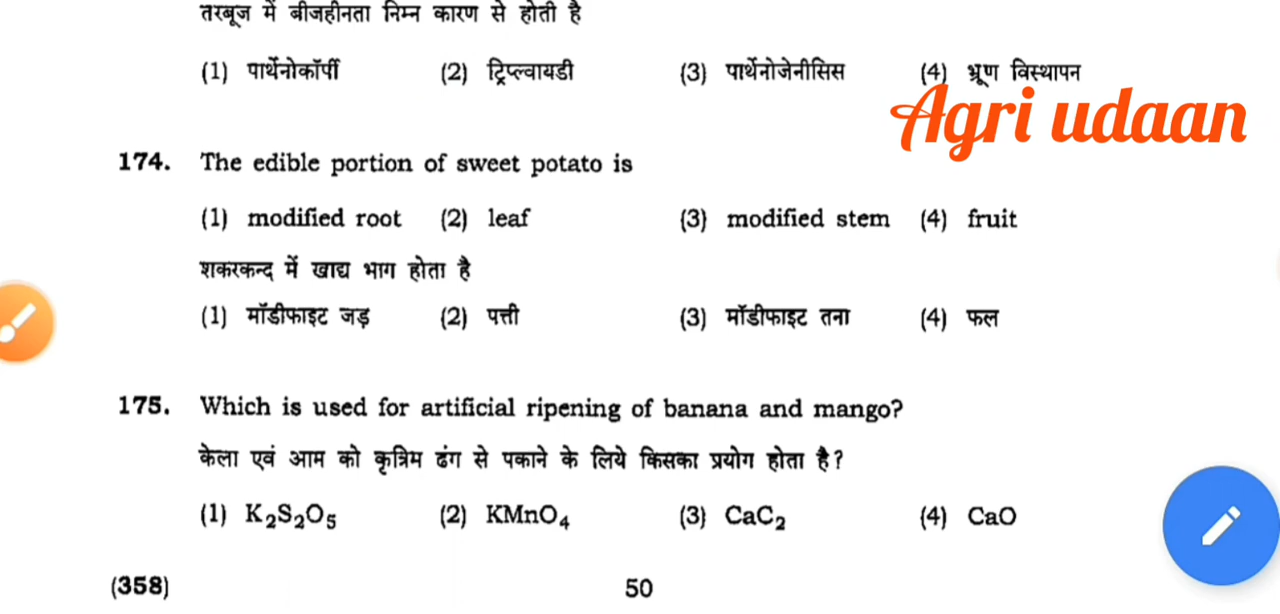 तरबूज में बीजहीनता निम्न कारण से होती है
(1) पार्थेनोकॉर्पी (2) ट्रिप्ल्वायडी (3) पार्थेनोजेनीसिस (4) भ्रूण विस्थापन
Agri udaan
174. The edible portion of sweet potato is
(1) modified root (2) leaf (3) modified stem (4) fruit
शकरकन्द में खाद्य भाग होता है
(1) मॉडीफाइट जड़ (2) पत्ती (3) मॉडीफाइट तना (4) फल
175. Which is used for artificial ripening of banana and mango?
केला एवं आम को कृत्रिम ढंग से पकाने के लिये किसका प्रयोग होता है?
(1) K₂S₂O₅ (2) KMnO₄ (3) CaC₂ (4) CaO
(358) 50